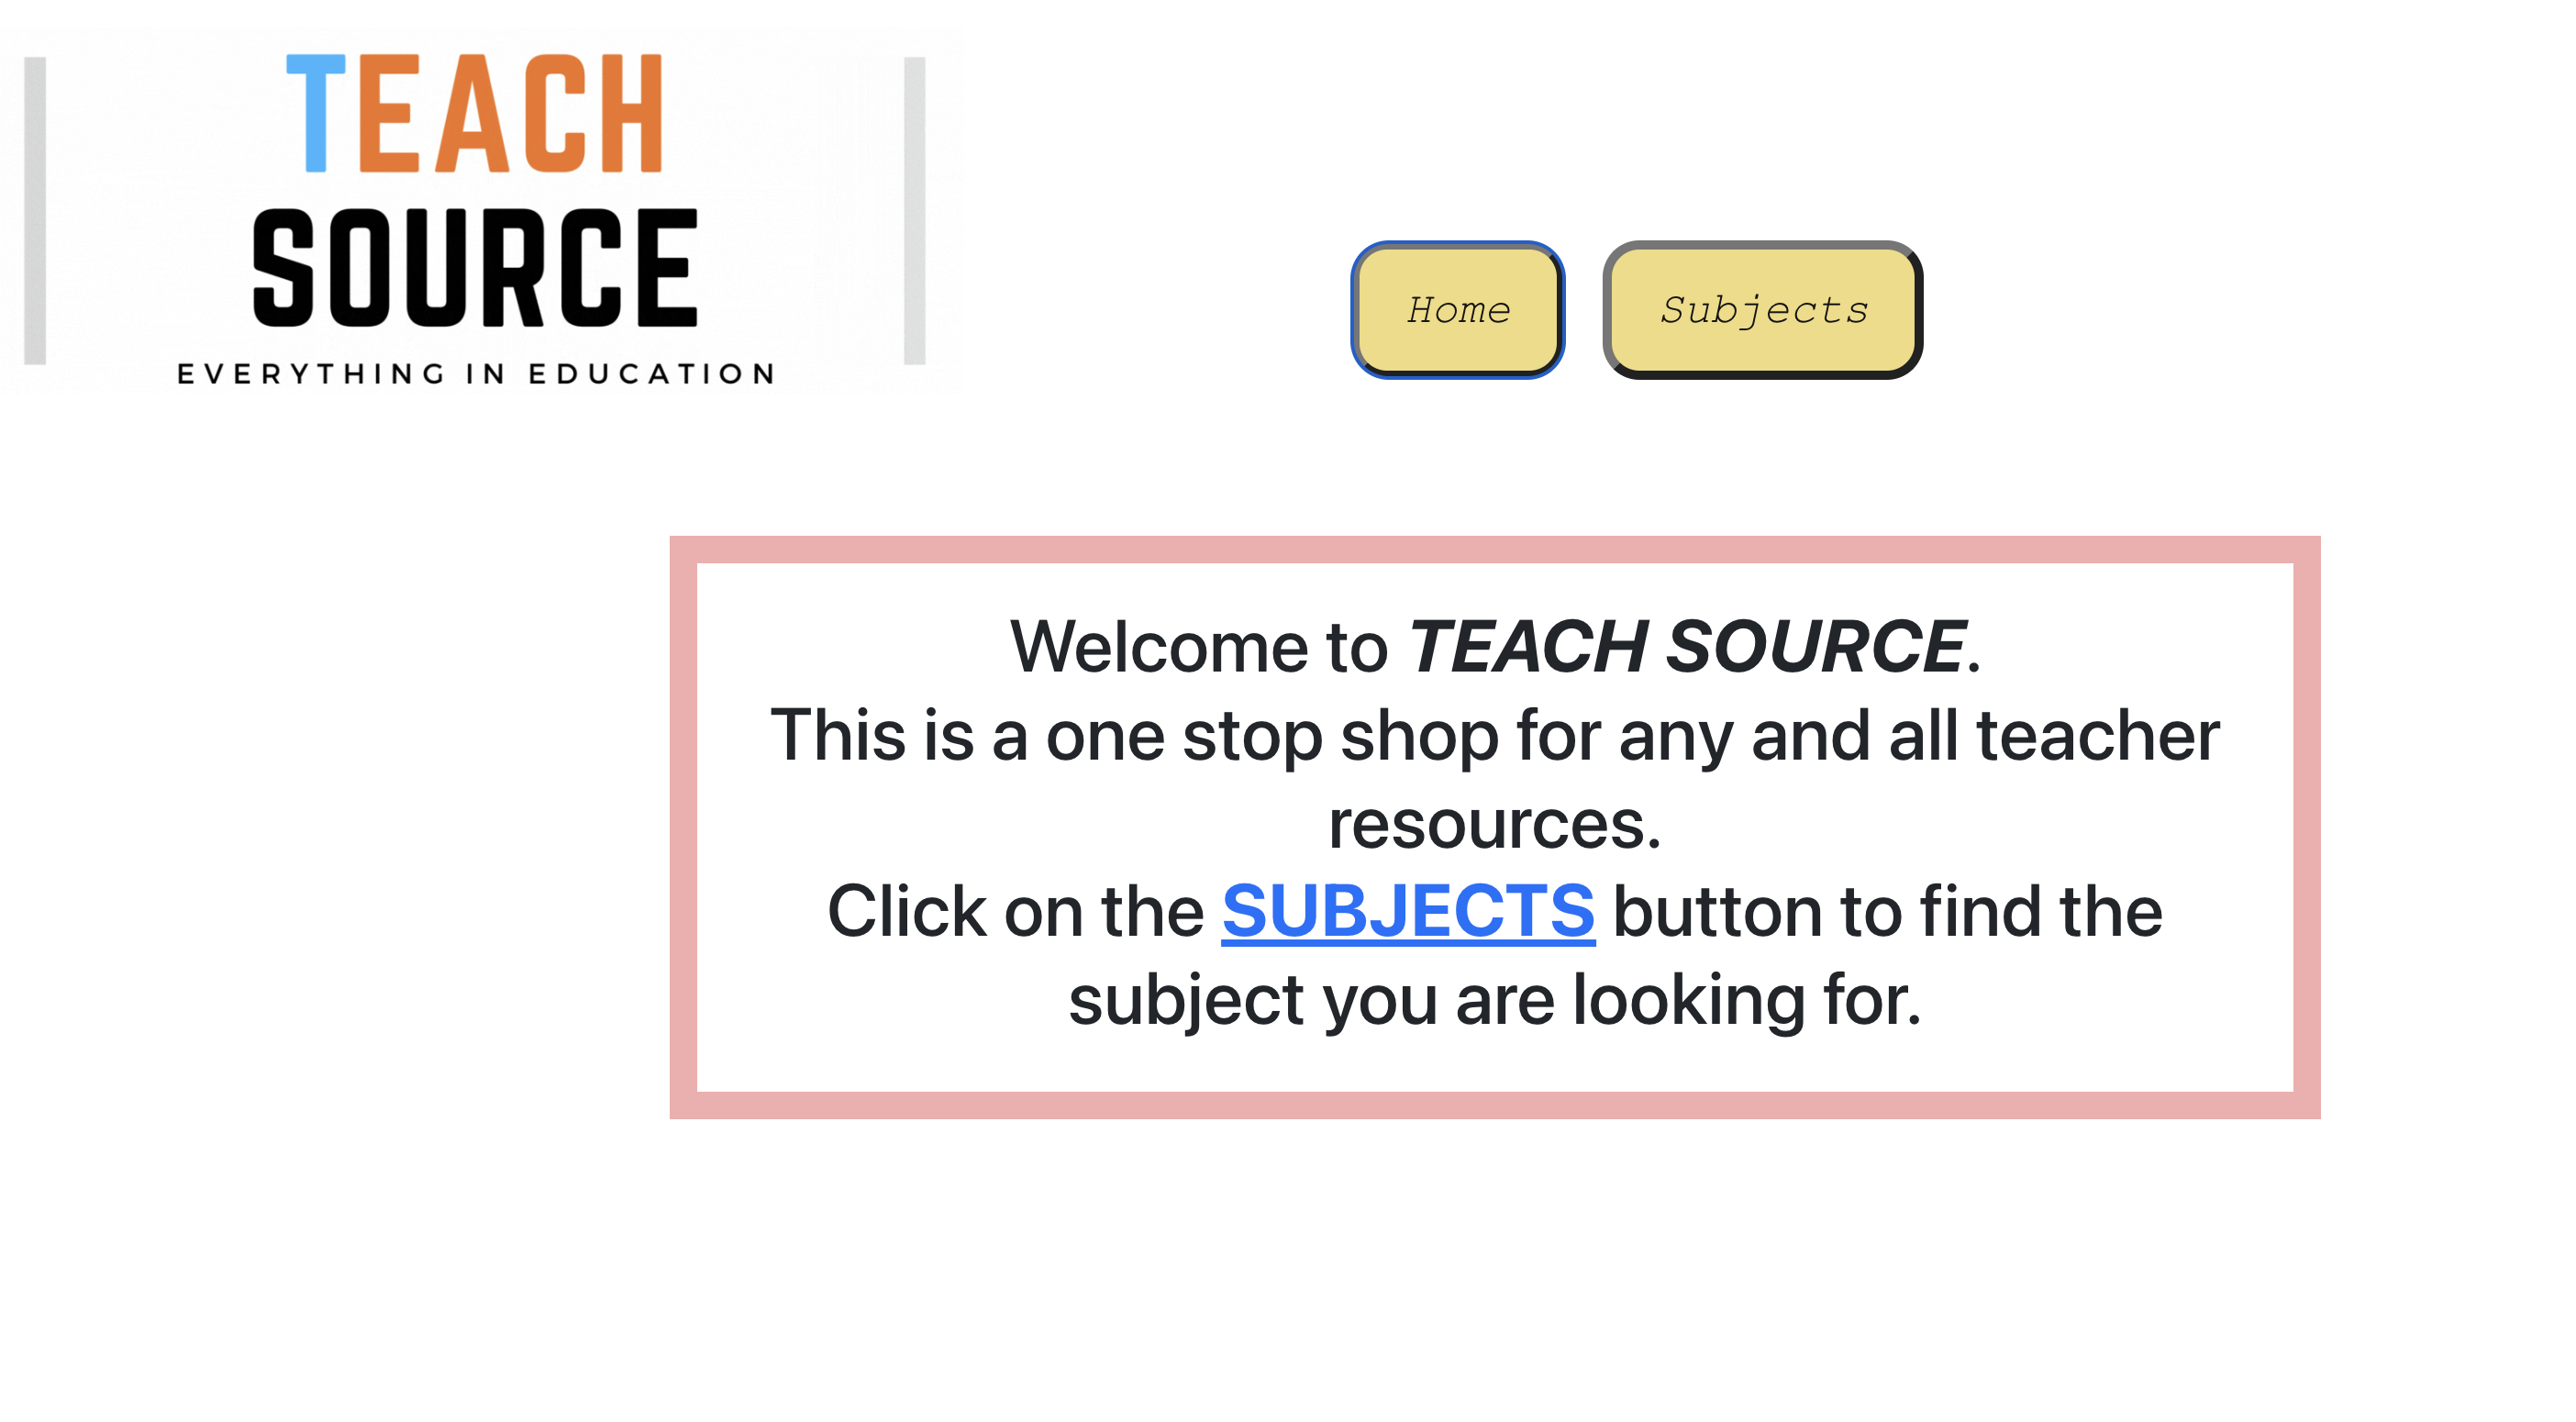 TEACH
SOURCE
EVERYTHING IN EDUCATION
Home
Subjects
Welcome to TEACH SOURCE.
This is a one stop shop for any and all teacher
resources.
Click on the SUBJECTS button to find the
subject you are looking for.